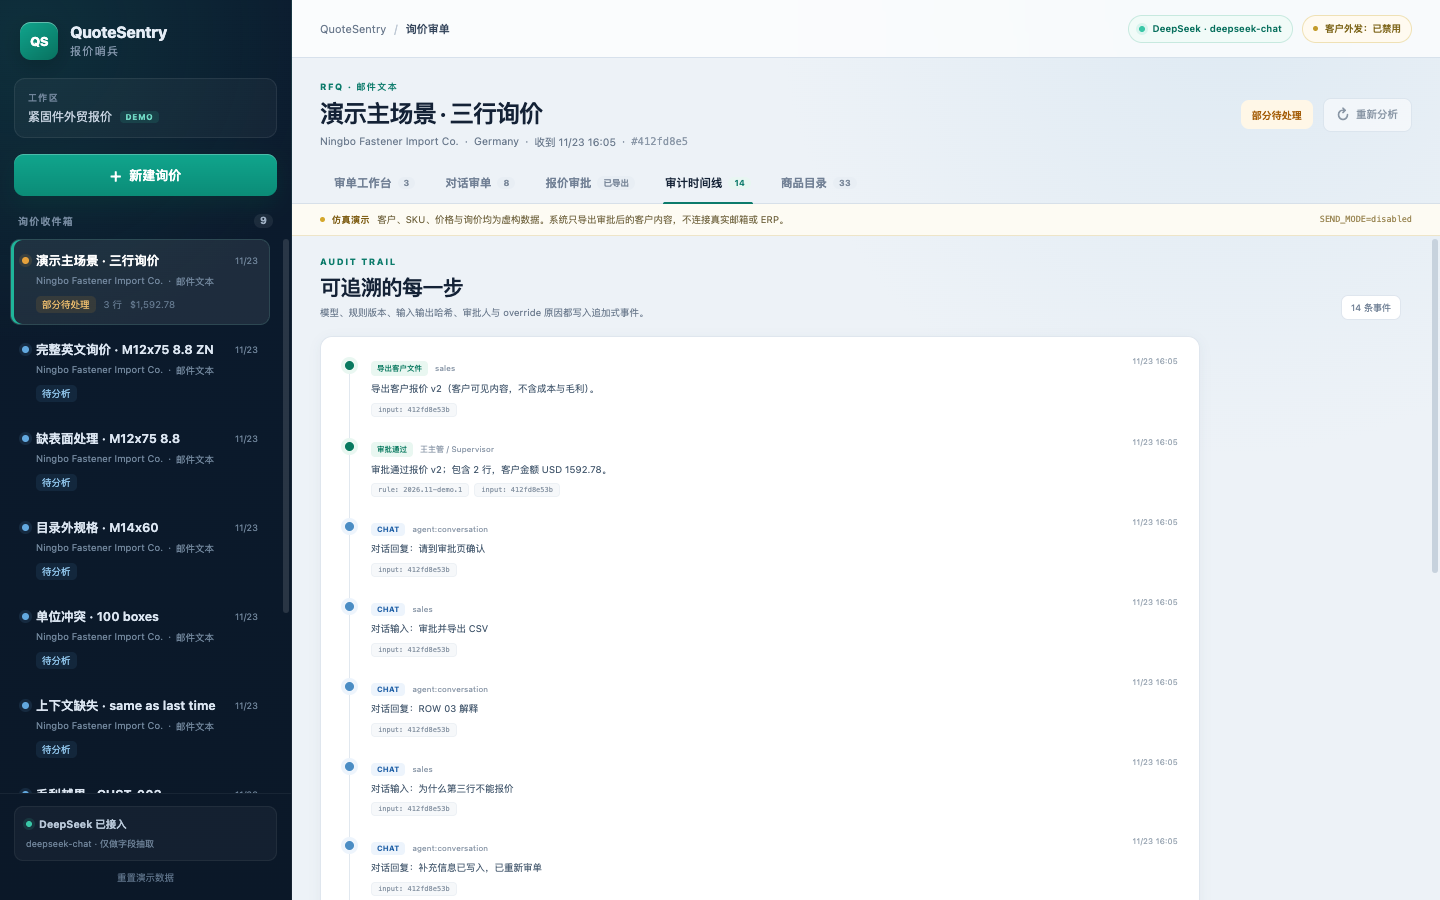 QS
QuoteSentry
报价哨兵
工作区
紧固件外贸报价 DEMO
+ 新建询价
询价收件箱 9
演示主场景 · 三行询价 11/23
Ningbo Fastener Import Co. · 邮件文本
部分待处理 3 行 $1,592.78
完整英文询价 · M12x75 8.8 ZN 11/23
Ningbo Fastener Import Co. · 邮件文本
待分析
缺表面处理 · M12x75 8.8 11/23
Ningbo Fastener Import Co. · 邮件文本
待分析
目录外规格 · M14x60 11/23
Ningbo Fastener Import Co. · 邮件文本
待分析
单位冲突 · 100 boxes 11/23
Ningbo Fastener Import Co. · 邮件文本
待分析
上下文缺失 · same as last time 11/23
Ningbo Fastener Import Co. · 邮件文本
待分析
DeepSeek 已接入
deepseek-chat · 仅做字段抽取
重置演示数据
QuoteSentry / 询价审单
DeepSeek · deepseek-chat
客户外发：已禁用
RFQ · 邮件文本
演示主场景 · 三行询价
Ningbo Fastener Import Co. · Germany · 收到 11/23 16:05 · #412fd8e5
部分待处理
重新分析
审单工作台 3 对话审单 8 报价审批 已导出 审计时间线 14 商品目录 33
仿真演示 客户、SKU、价格与询价均为虚构数据。系统只导出审批后的客户内容，不连接真实邮箱或 ERP。 SEND_MODE=disabled
AUDIT TRAIL
可追溯的每一步
模型、规则版本、输入输出哈希、审批人与 override 原因都写入追加式事件。
14 条事件
导出客户文件 sales 11/23 16:05
导出客户报价 v2（客户可见内容，不含成本与毛利）。
input: 412fd8e53b
审批通过 王主管 / Supervisor 11/23 16:05
审批通过报价 v2；包含 2 行，客户金额 USD 1592.78。
rule: 2026.11-demo.1 input: 412fd8e53b
CHAT agent:conversation 11/23 16:05
对话回复：请到审批页确认
input: 412fd8e53b
CHAT sales 11/23 16:05
对话输入：审批并导出 CSV
input: 412fd8e53b
CHAT agent:conversation 11/23 16:05
对话回复：ROW 03 解释
input: 412fd8e53b
CHAT sales 11/23 16:05
对话输入：为什么第三行不能报价
input: 412fd8e53b
CHAT agent:conversation 11/23 16:05
对话回复：补充信息已写入，已重新审单
input: 412fd8e53b